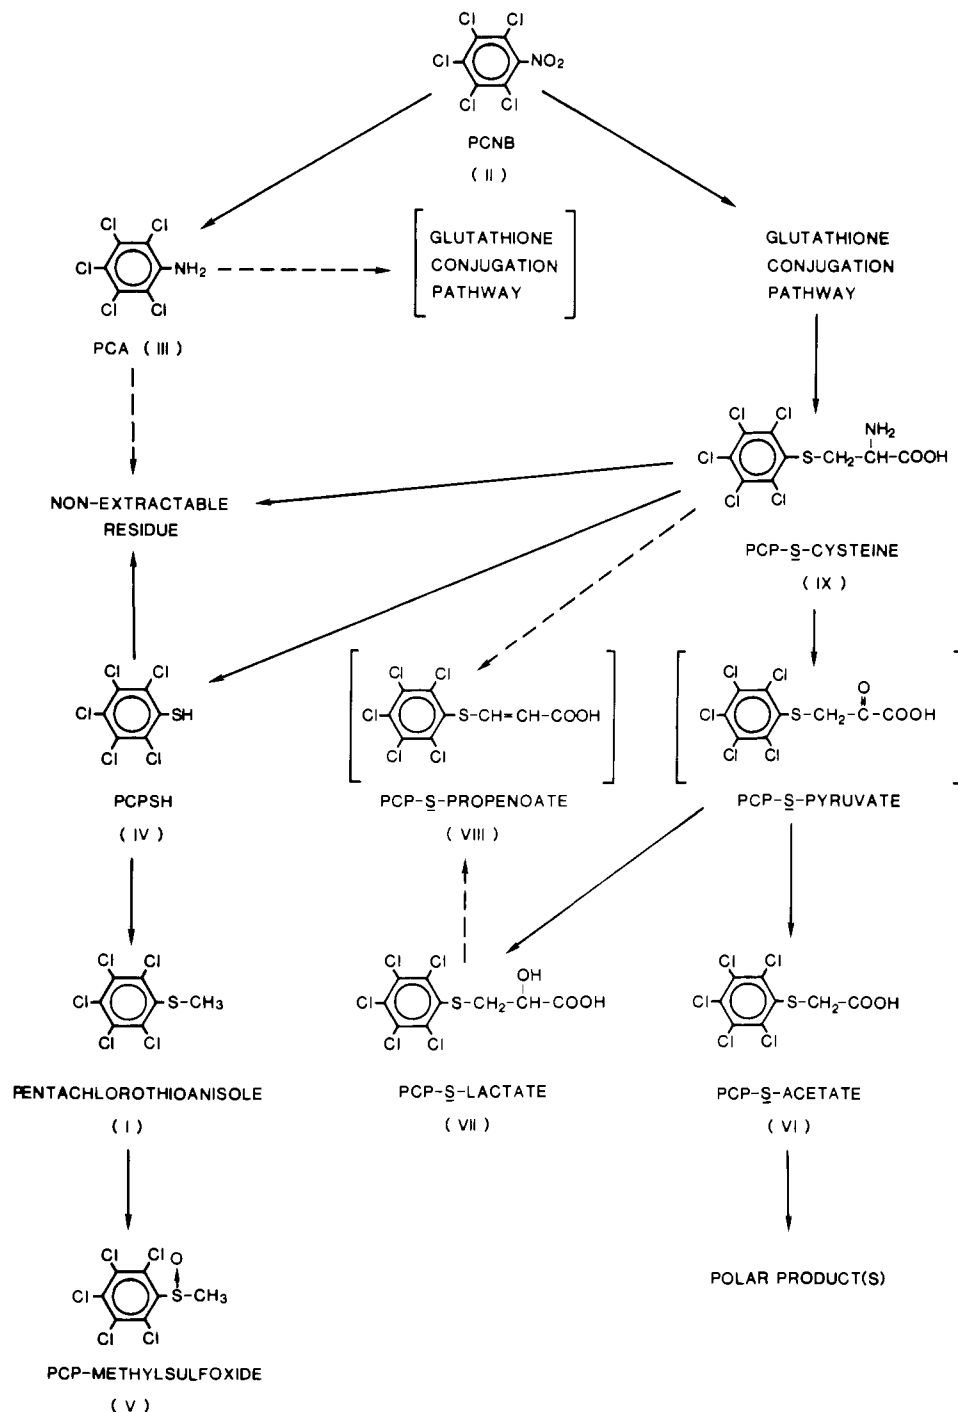 Cl Cl
Cl NO2
Cl Cl
PCNB
( II )
Cl Cl
Cl NH2
Cl Cl
PCA ( III )
GLUTATHIONE
CONJUGATION
PATHWAY
GLUTATHIONE
CONJUGATION
PATHWAY
Cl Cl NH2
Cl S-CH2-CH-COOH
Cl Cl
PCP-S-CYSTEINE
( IX )
NON-EXTRACTABLE
RESIDUE
Cl Cl
Cl SH
Cl Cl
PCPSH
( IV )
Cl Cl
Cl S-CH=CH-COOH
Cl Cl
PCP-S-PROPENOATE
( VIII )
Cl Cl O
Cl S-CH2-C-COOH
Cl Cl
PCP-S-PYRUVATE
Cl Cl
Cl S-CH3
Cl Cl
PENTACHLOROTHIOANISOLE
( I )
Cl Cl OH
Cl S-CH2-CH-COOH
Cl Cl
PCP-S-LACTATE
( VII )
Cl Cl
Cl S-CH2-COOH
Cl Cl
PCP-S-ACETATE
( VI )
Cl Cl O
Cl S-CH3
Cl Cl
PCP-METHYLSULFOXIDE
( V )
POLAR PRODUCT(S)